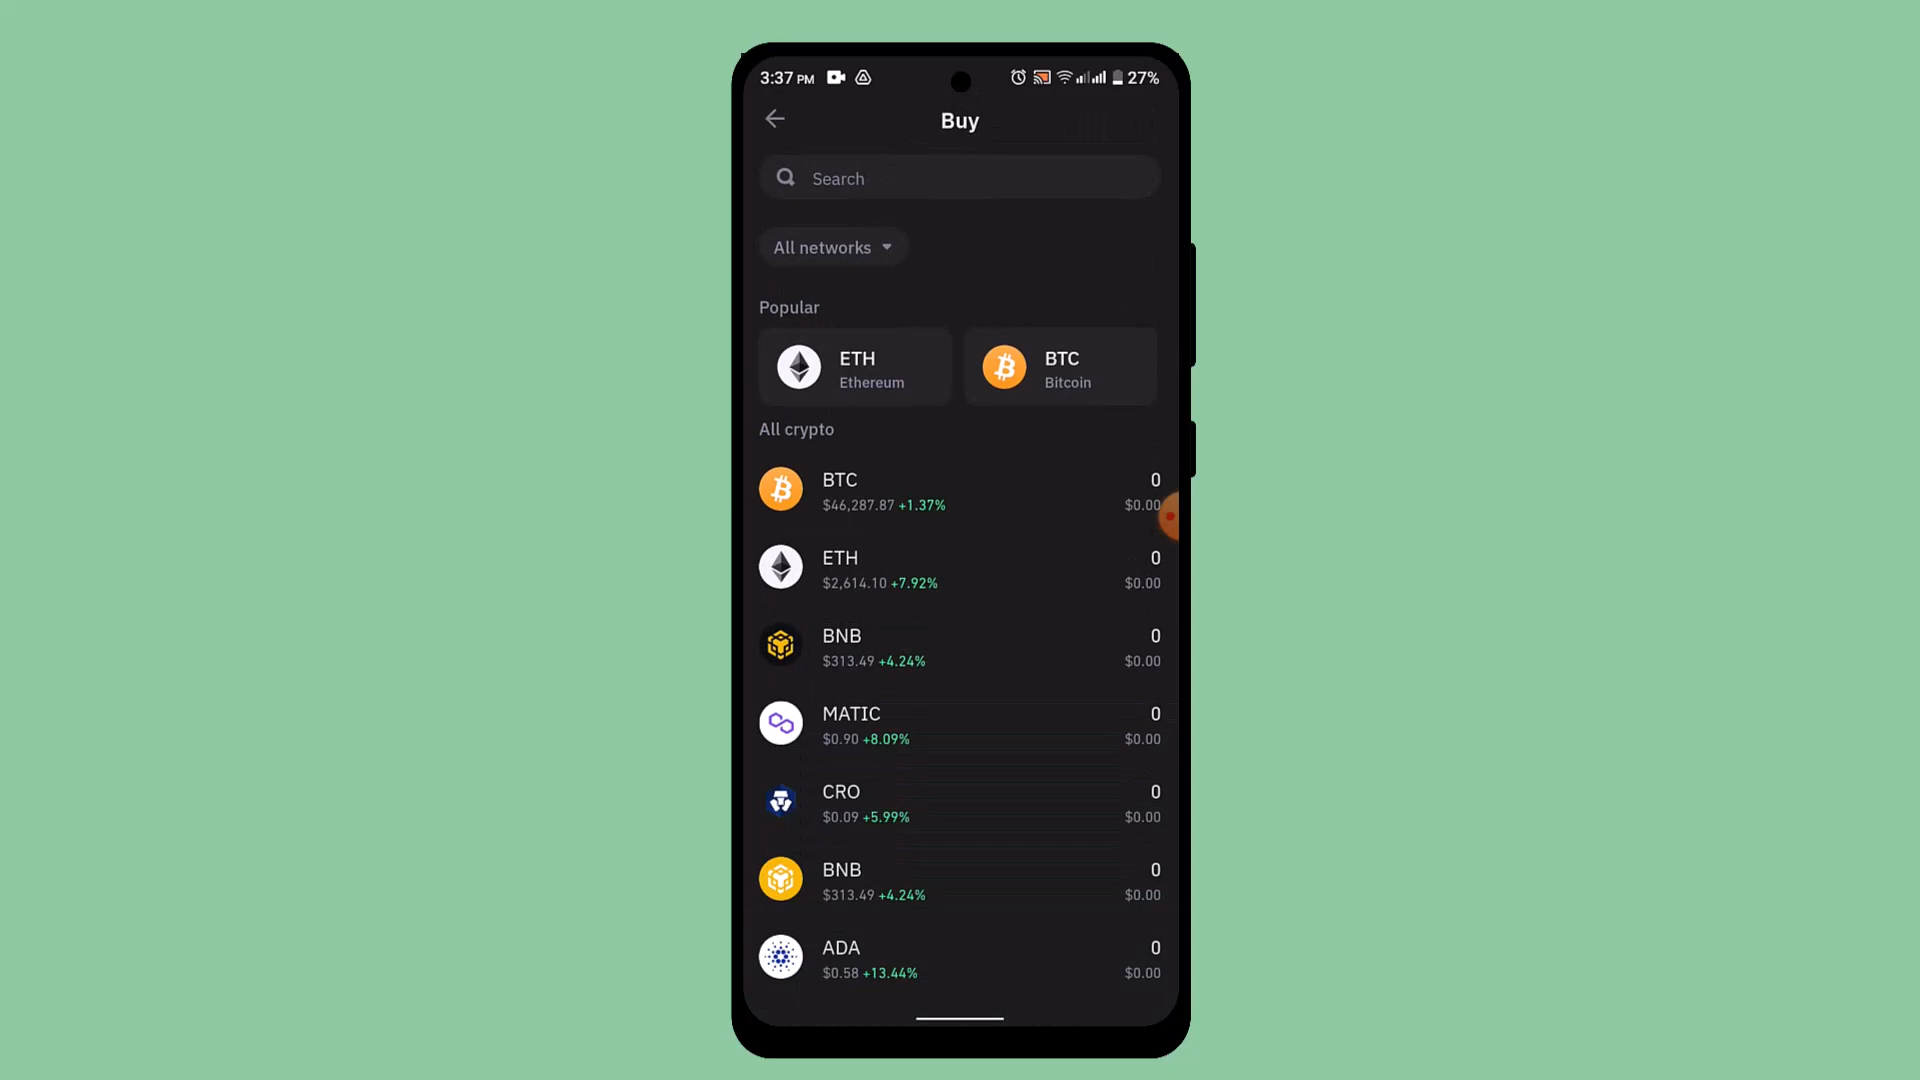 3:37 PM 27%
Buy
Search
All networks
Popular
ETH
Ethereum
BTC
Bitcoin
All crypto
BTC 0
$46,287.87 +1.37% $0.00
ETH 0
$2,614.10 +7.92% $0.00
BNB 0
$313.49 +4.24% $0.00
MATIC 0
$0.90 +8.09% $0.00
CRO 0
$0.09 +5.99% $0.00
BNB 0
$313.49 +4.24% $0.00
ADA 0
$0.58 +13.44% $0.00